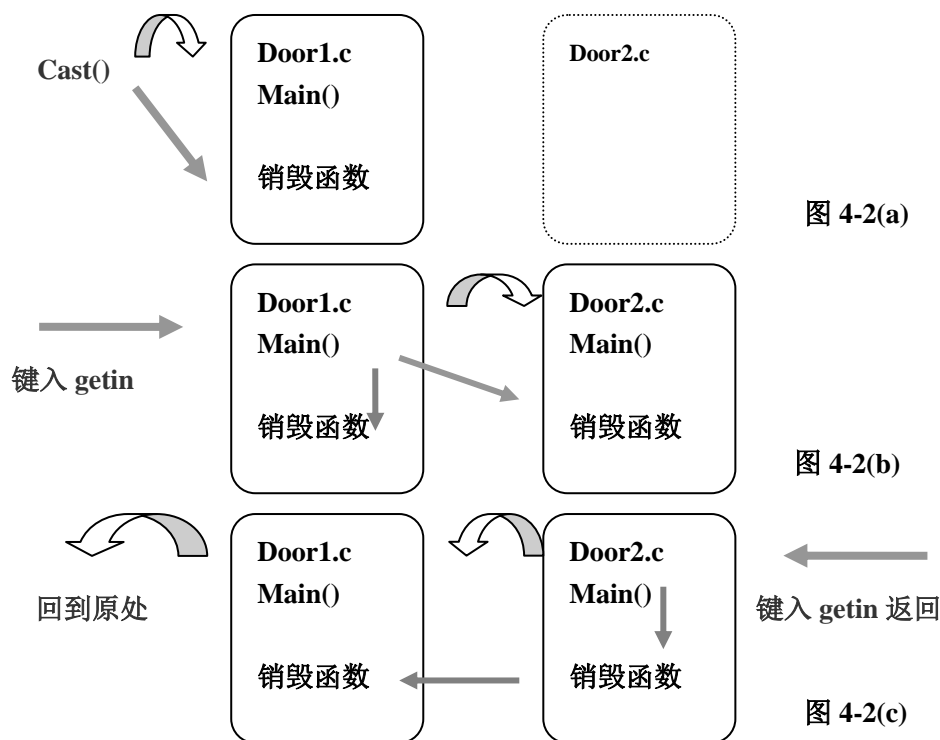 Cast()
Door1.c
Main()
销毁函数
Door2.c
图 4-2(a)
键入 getin
Door1.c
Main()
销毁函数
Door2.c
Main()
销毁函数
图 4-2(b)
回到原处
Door1.c
Main()
销毁函数
Door2.c
Main()
销毁函数
键入 getin 返回
图 4-2(c)